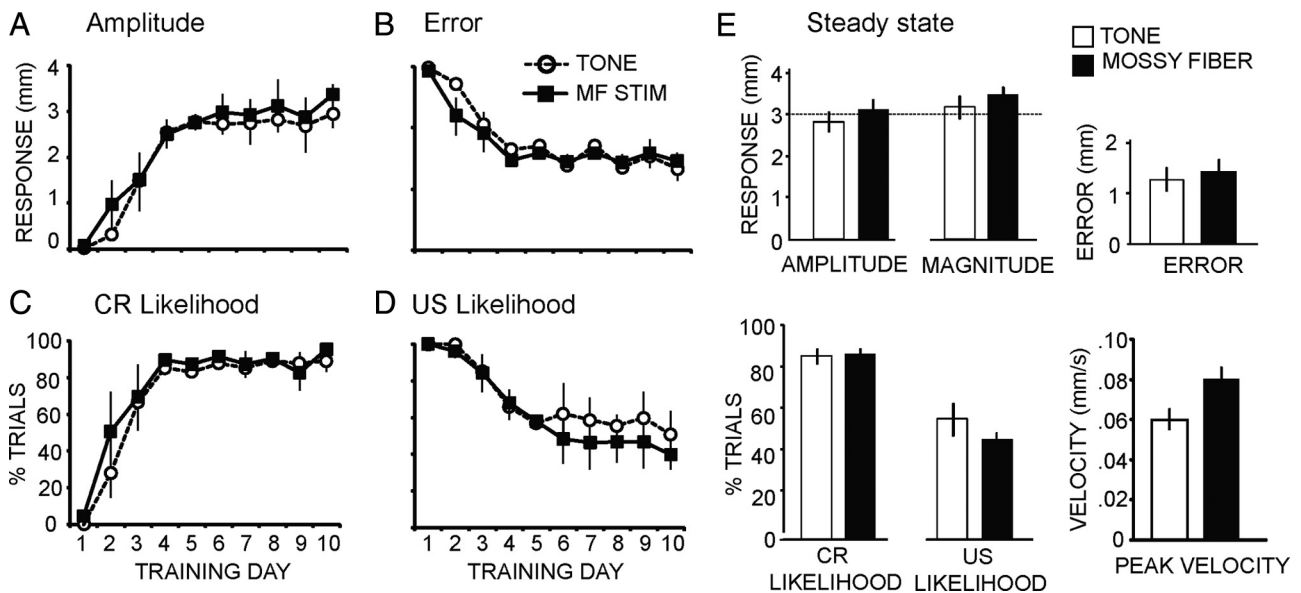 A Amplitude
RESPONSE (mm)
4
3
2
1
0
B Error
TONE
MF STIM
C CR Likelihood
% TRIALS
100
80
60
40
20
0
1 2 3 4 5 6 7 8 9 10
TRAINING DAY
D US Likelihood
1 2 3 4 5 6 7 8 9 10
TRAINING DAY
E Steady state
TONE
MOSSY FIBER
RESPONSE (mm)
4
3
2
3
1
0
AMPLITUDE MAGNITUDE
ERROR (mm)
2
1
0
ERROR
% TRIALS
100
80
60
40
80
0
CR
LIKELIHOOD
US
LIKELIHOOD
VELOCITY (mm/s)
.10
.08
.06
.04
.02
0
PEAK VELOCITY